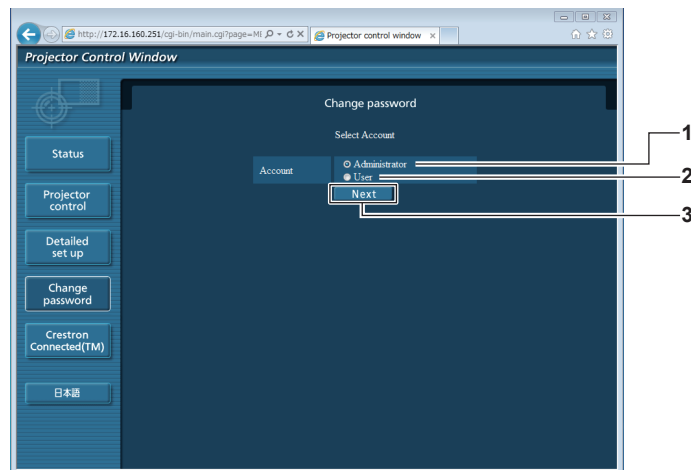 http://172.16.160.251/cgi-bin/main.cgi?page=ME
Projector control window
Projector Control Window
Change password
Select Account
Account
Administrator
User
Next
Status
Projector
control
Detailed
set up
Change
password
Crestron
Connected(TM)
日本語
1
2
3